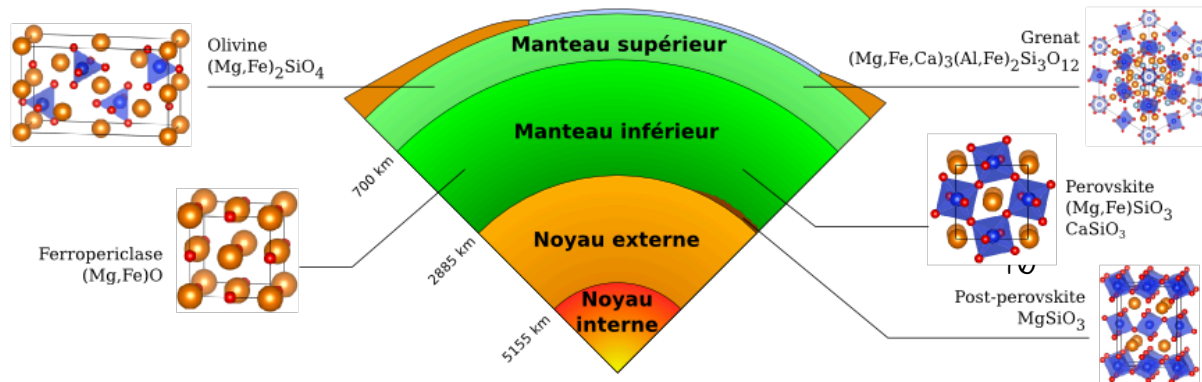 Olivine
(Mg,Fe)₂SiO₄
Manteau supérieur
Grenat
(Mg,Fe,Ca)₃(Al,Fe)₂Si₃O₁₂
Manteau inférieur
700 km
Perovskite
(Mg,Fe)SiO₃
CaSiO₃
Ferropericlase
(Mg,Fe)O
Noyau externe
2885 km
Noyau
interne
5155 km
Post-perovskite
MgSiO₃